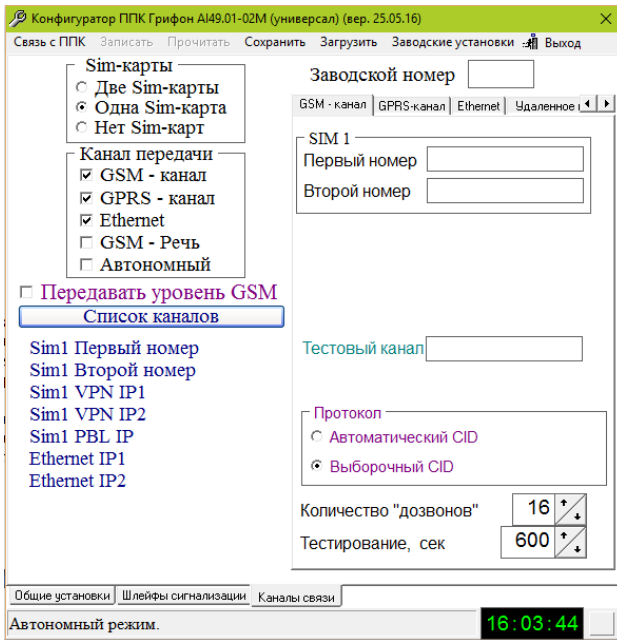 Конфигуратор ППК Грифон AI49.01-02М (универсал) (вер. 25.05.16)
Связь с ППК Записать Прочитать Сохранить Загрузить Заводские установки Выход
Sim-карты
Две Sim-карты
Одна Sim-карта
Нет Sim-карт
Канал передачи
GSM - канал
GPRS - канал
Ethernet
GSM - Речь
Автономный
Передавать уровень GSM
Список каналов
Sim1 Первый номер
Sim1 Второй номер
Sim1 VPN IP1
Sim1 VPN IP2
Sim1 PBL IP
Ethernet IP1
Ethernet IP2
Заводской номер
GSM - канал GPRS-канал Ethernet Удаленное
SIM 1
Первый номер
Второй номер
Тестовый канал
Протокол
Автоматический CID
Выборочный CID
Количество "дозвонов" 16
Тестирование, сек 600
Общие установки Шлейфы сигнализации Каналы связи
Автономный режим. 16:03:44